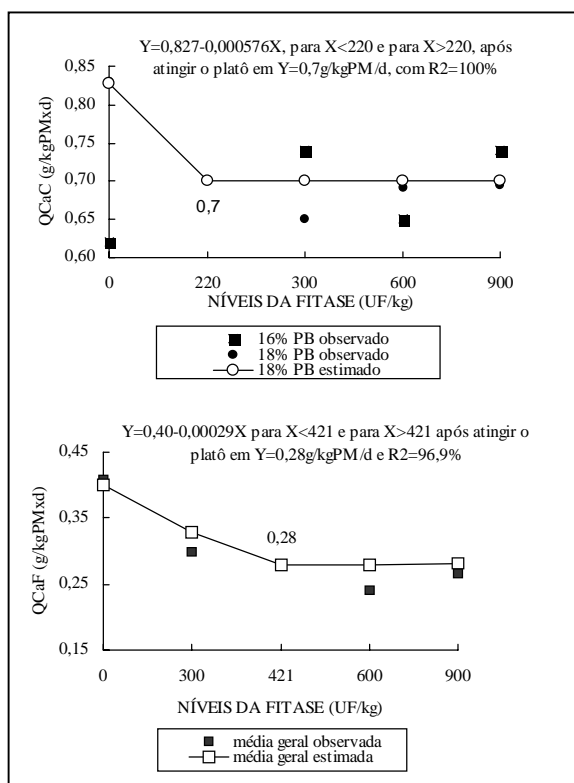 Y=0,827-0,000576X, para X<220 e para X>220, após
atingir o platô em Y=0,7g/kgPM/d, com R2=100%
0,85
0,80
0,75
0,70
0,65
0,60
QCaC (g/kgPMxd)
0,7
0 220 300 600 900
NÍVEIS DA FITASE (UF/kg)
16% PB observado
18% PB observado
18% PB estimado
Y=0,40-0,00029X para X<421 e para X>421 após atingir o
platô em Y=0,28g/kgPM/d e R2=96,9%
0,45
0,35
0,25
0,15
QCaF (g/kgPMxd)
0,28
0 300 421 600 900
NÍVEIS DA FITASE (UF/kg)
média geral observada
média geral estimada